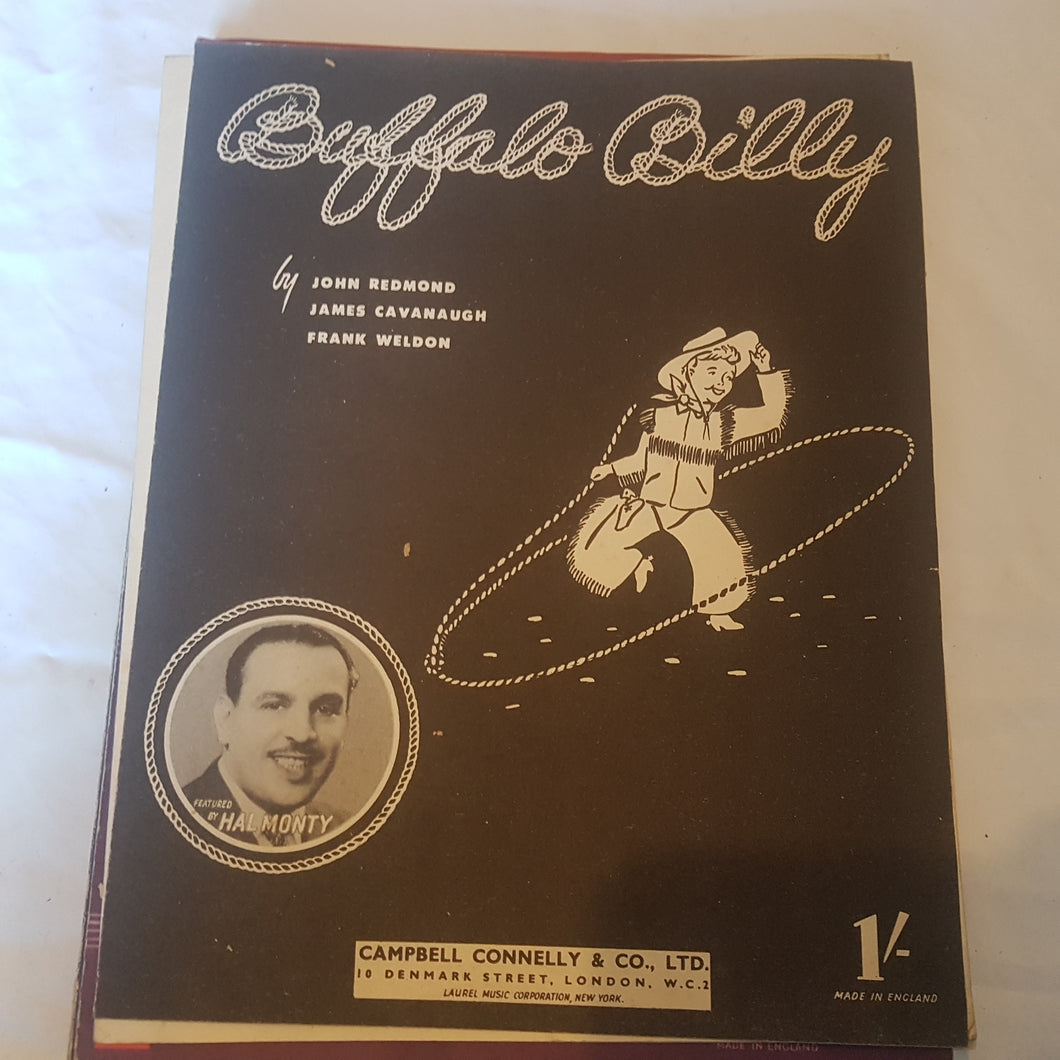 Buffalo Billy
by JOHN REDMOND
JAMES CAVANAUGH
FRANK WELDON
FEATURED
BY HAL MONTY
CAMPBELL CONNELLY & CO., LTD.
10 DENMARK STREET, LONDON, W.C.2
LAUREL MUSIC CORPORATION, NEW YORK.
1/-
MADE IN ENGLAND
MADE IN ENGLAND